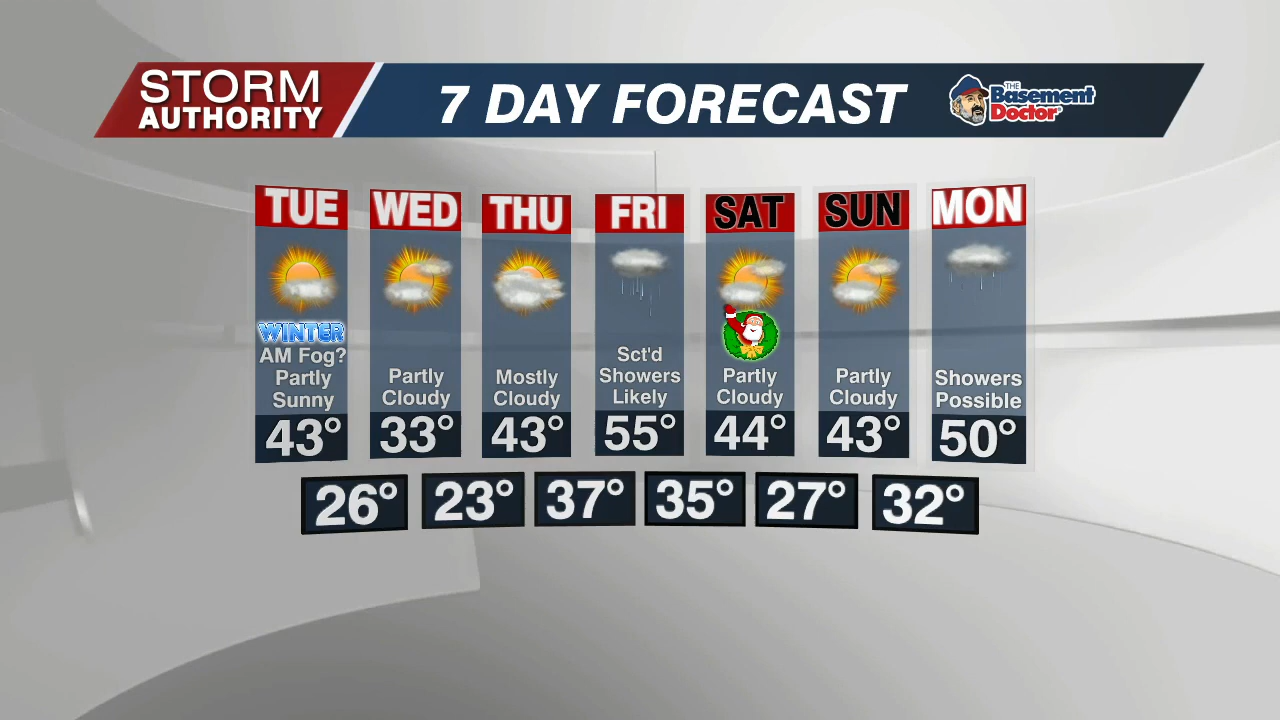 STORM
AUTHORITY
7 DAY FORECAST
THE
Basement
Doctor
TUE
WED
THU
FRI
SAT
SUN
MON
WINTER
AM Fog?
Partly
Sunny
Partly
Cloudy
Mostly
Cloudy
Sct'd
Showers
Likely
Partly
Cloudy
Partly
Cloudy
Showers
Possible
43° 33° 43° 55° 44° 43° 50°
26° 23° 37° 35° 27° 32°